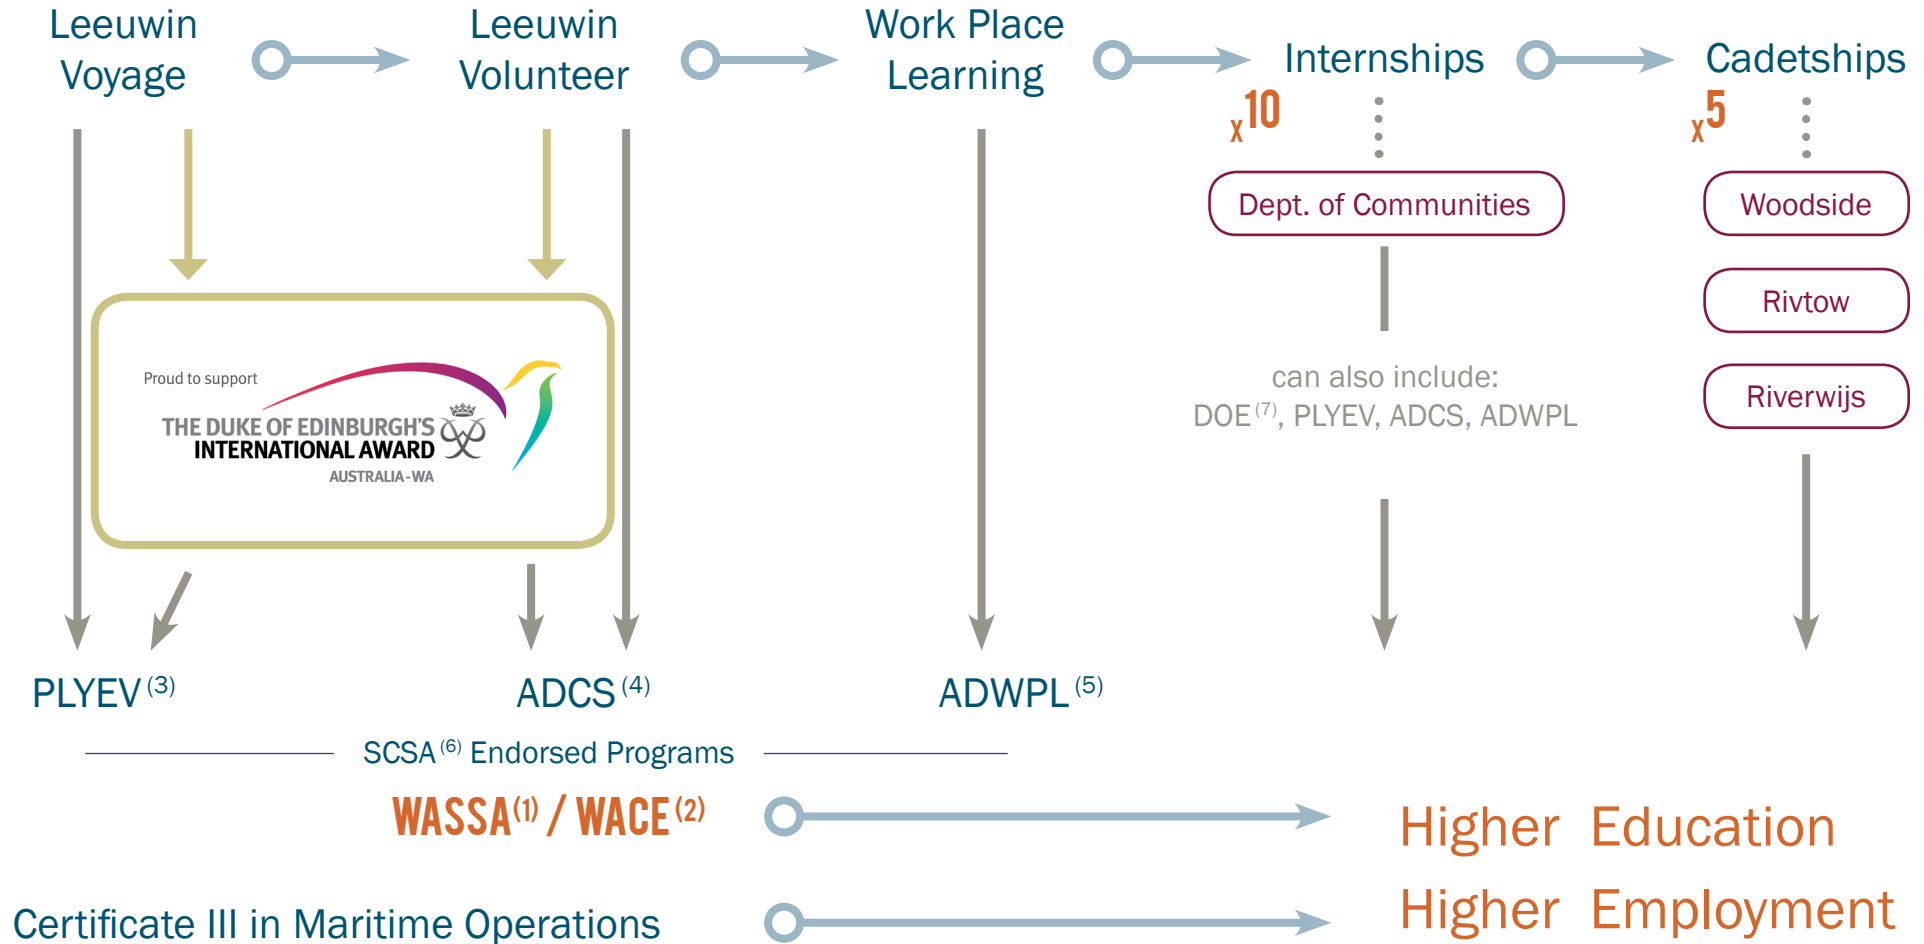 Leeuwin
Voyage
Leeuwin
Volunteer
Work Place
Learning
Internships
Cadetships
x10
x5
Dept. of Communities
Woodside
Rivtow
Riverwijs
can also include:
DOE (7), PLYEV, ADCS, ADWPL
Proud to support
THE DUKE OF EDINBURGH'S
INTERNATIONAL AWARD
AUSTRALIA - WA
PLYEV (3)
ADCS (4)
ADWPL (5)
SCSA (6) Endorsed Programs
WASSA(1) / WACE (2)
Higher Education
Certificate III in Maritime Operations
Higher Employment